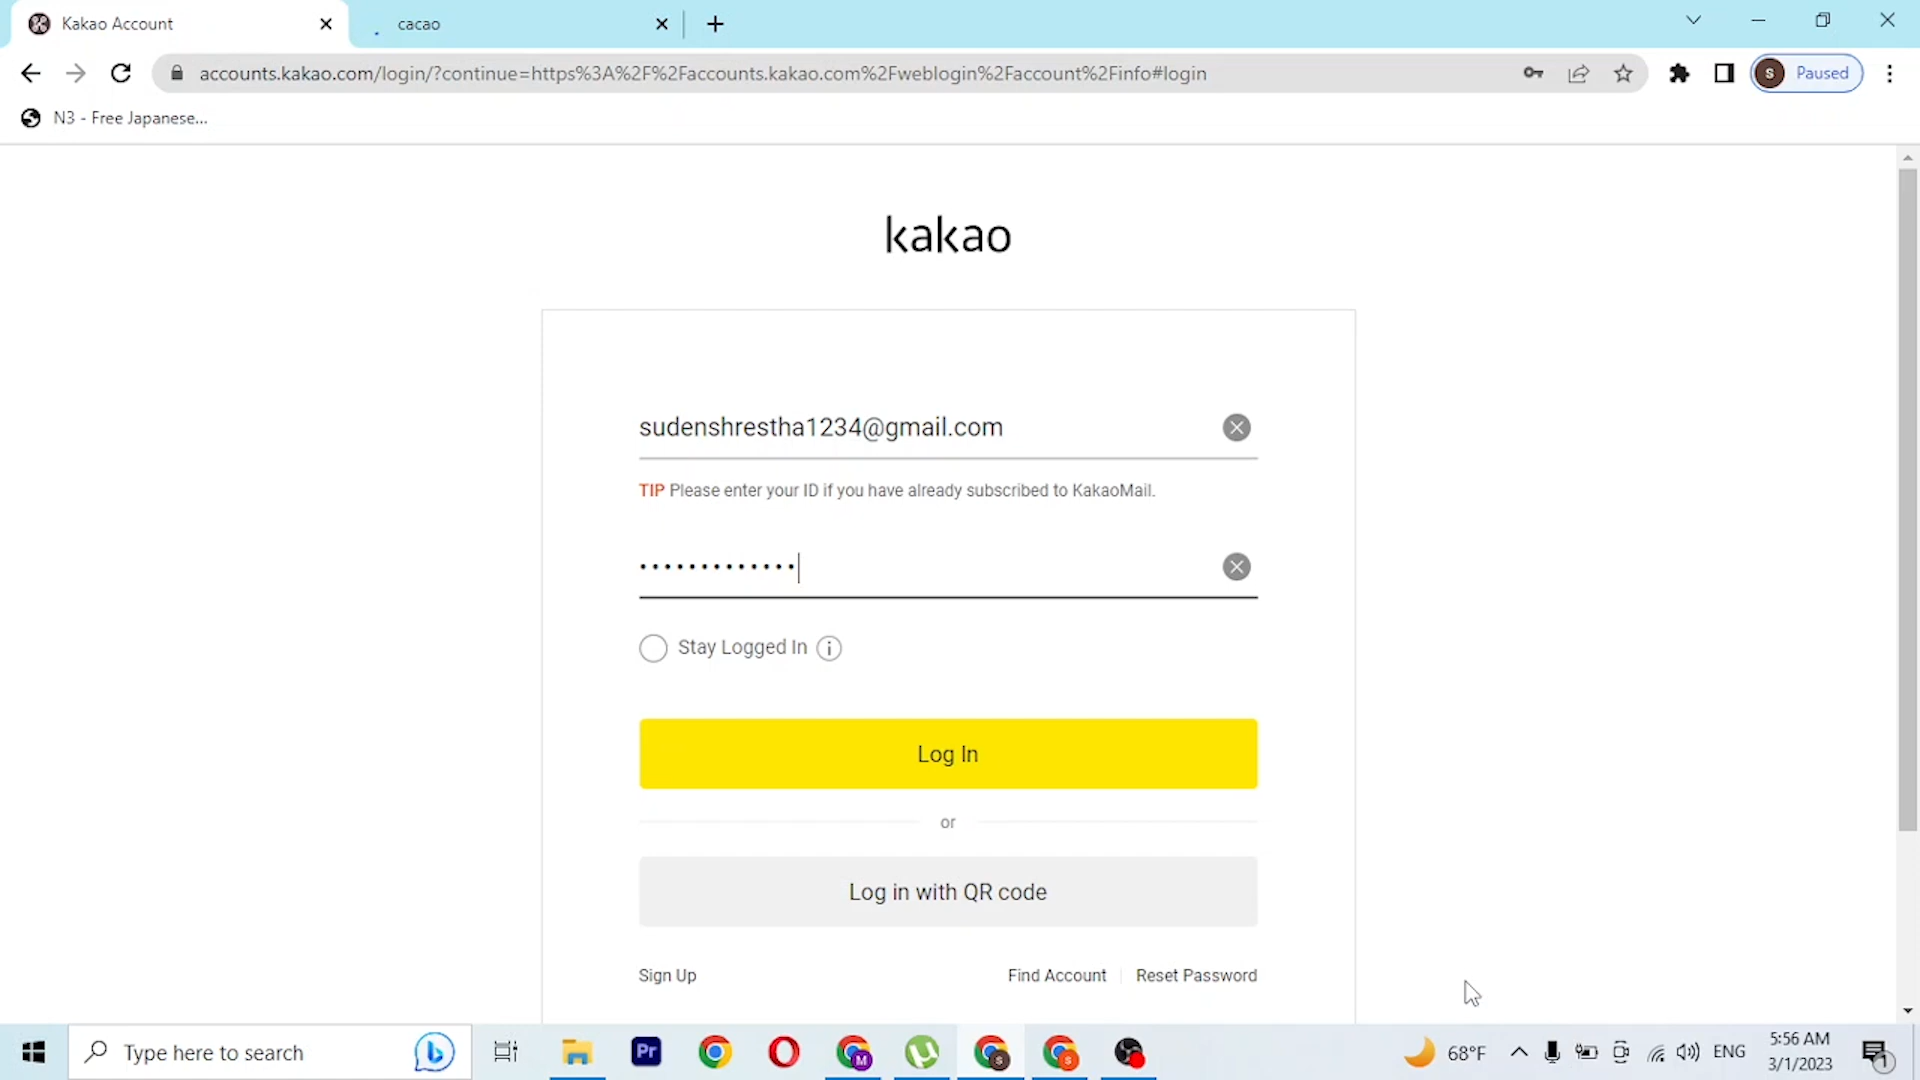 Kakao Account
cacao
accounts.kakao.com/login/?continue=https%3A%2F%2Faccounts.kakao.com%2Fweblogin%2Faccount%2Finfo#login
S
Paused
N3 - Free Japanese...
kakao
sudenshrestha1234@gmail.com
TIP Please enter your ID if you have already subscribed to KakaoMail.
Stay Logged In
Log In
or
Log in with QR code
Sign Up
Find Account
Reset Password
Type here to search
Pr
M
S
S
68°F
ENG
5:56 AM
3/1/2023
1